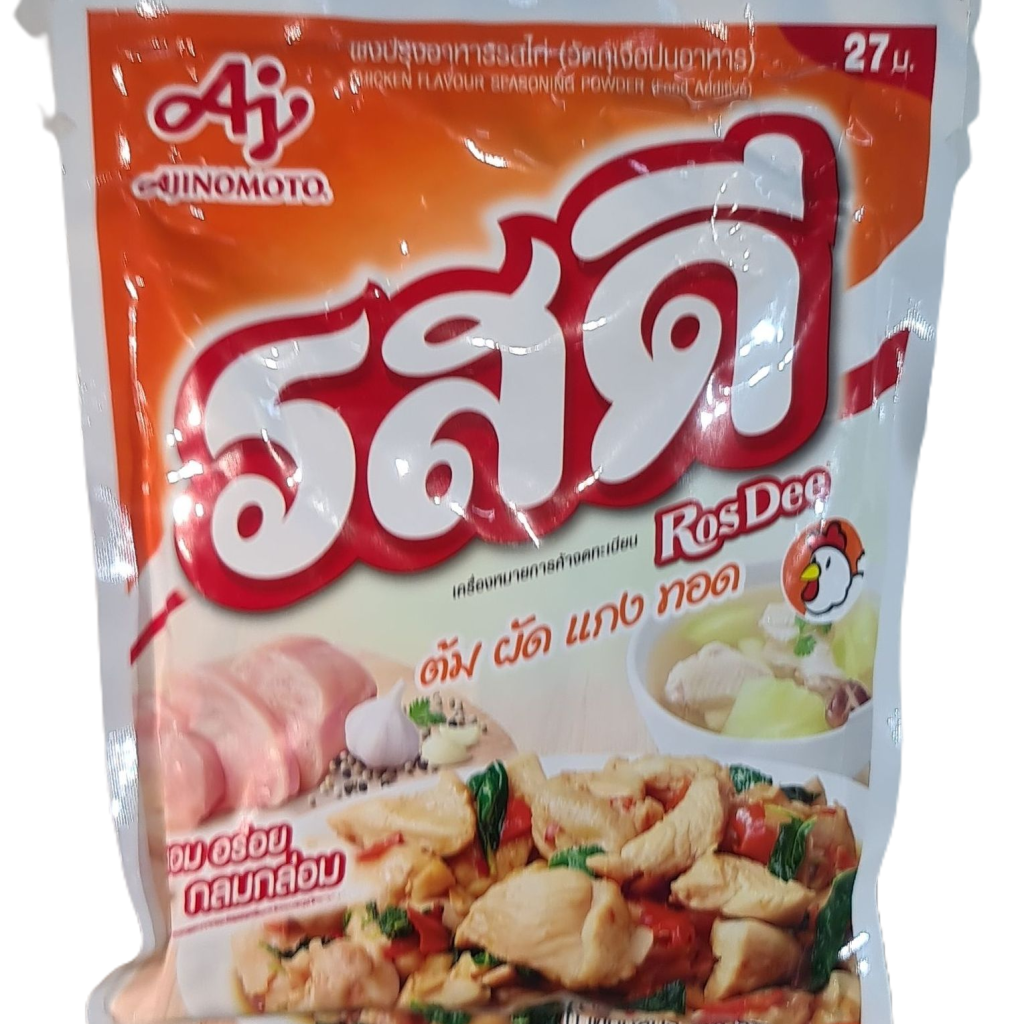 ผงปรุงอาหารรสไก่ (วัตถุเจือปนอาหาร)
CHICKEN FLAVOUR SEASONING POWDER (Food Additive)
27 บ.
Aj
AJINOMOTO
รสดี
RosDee
เครื่องหมายการค้าจดทะเบียน
ต้ม ผัด แกง ทอด
อร่อย
กลมกล่อม